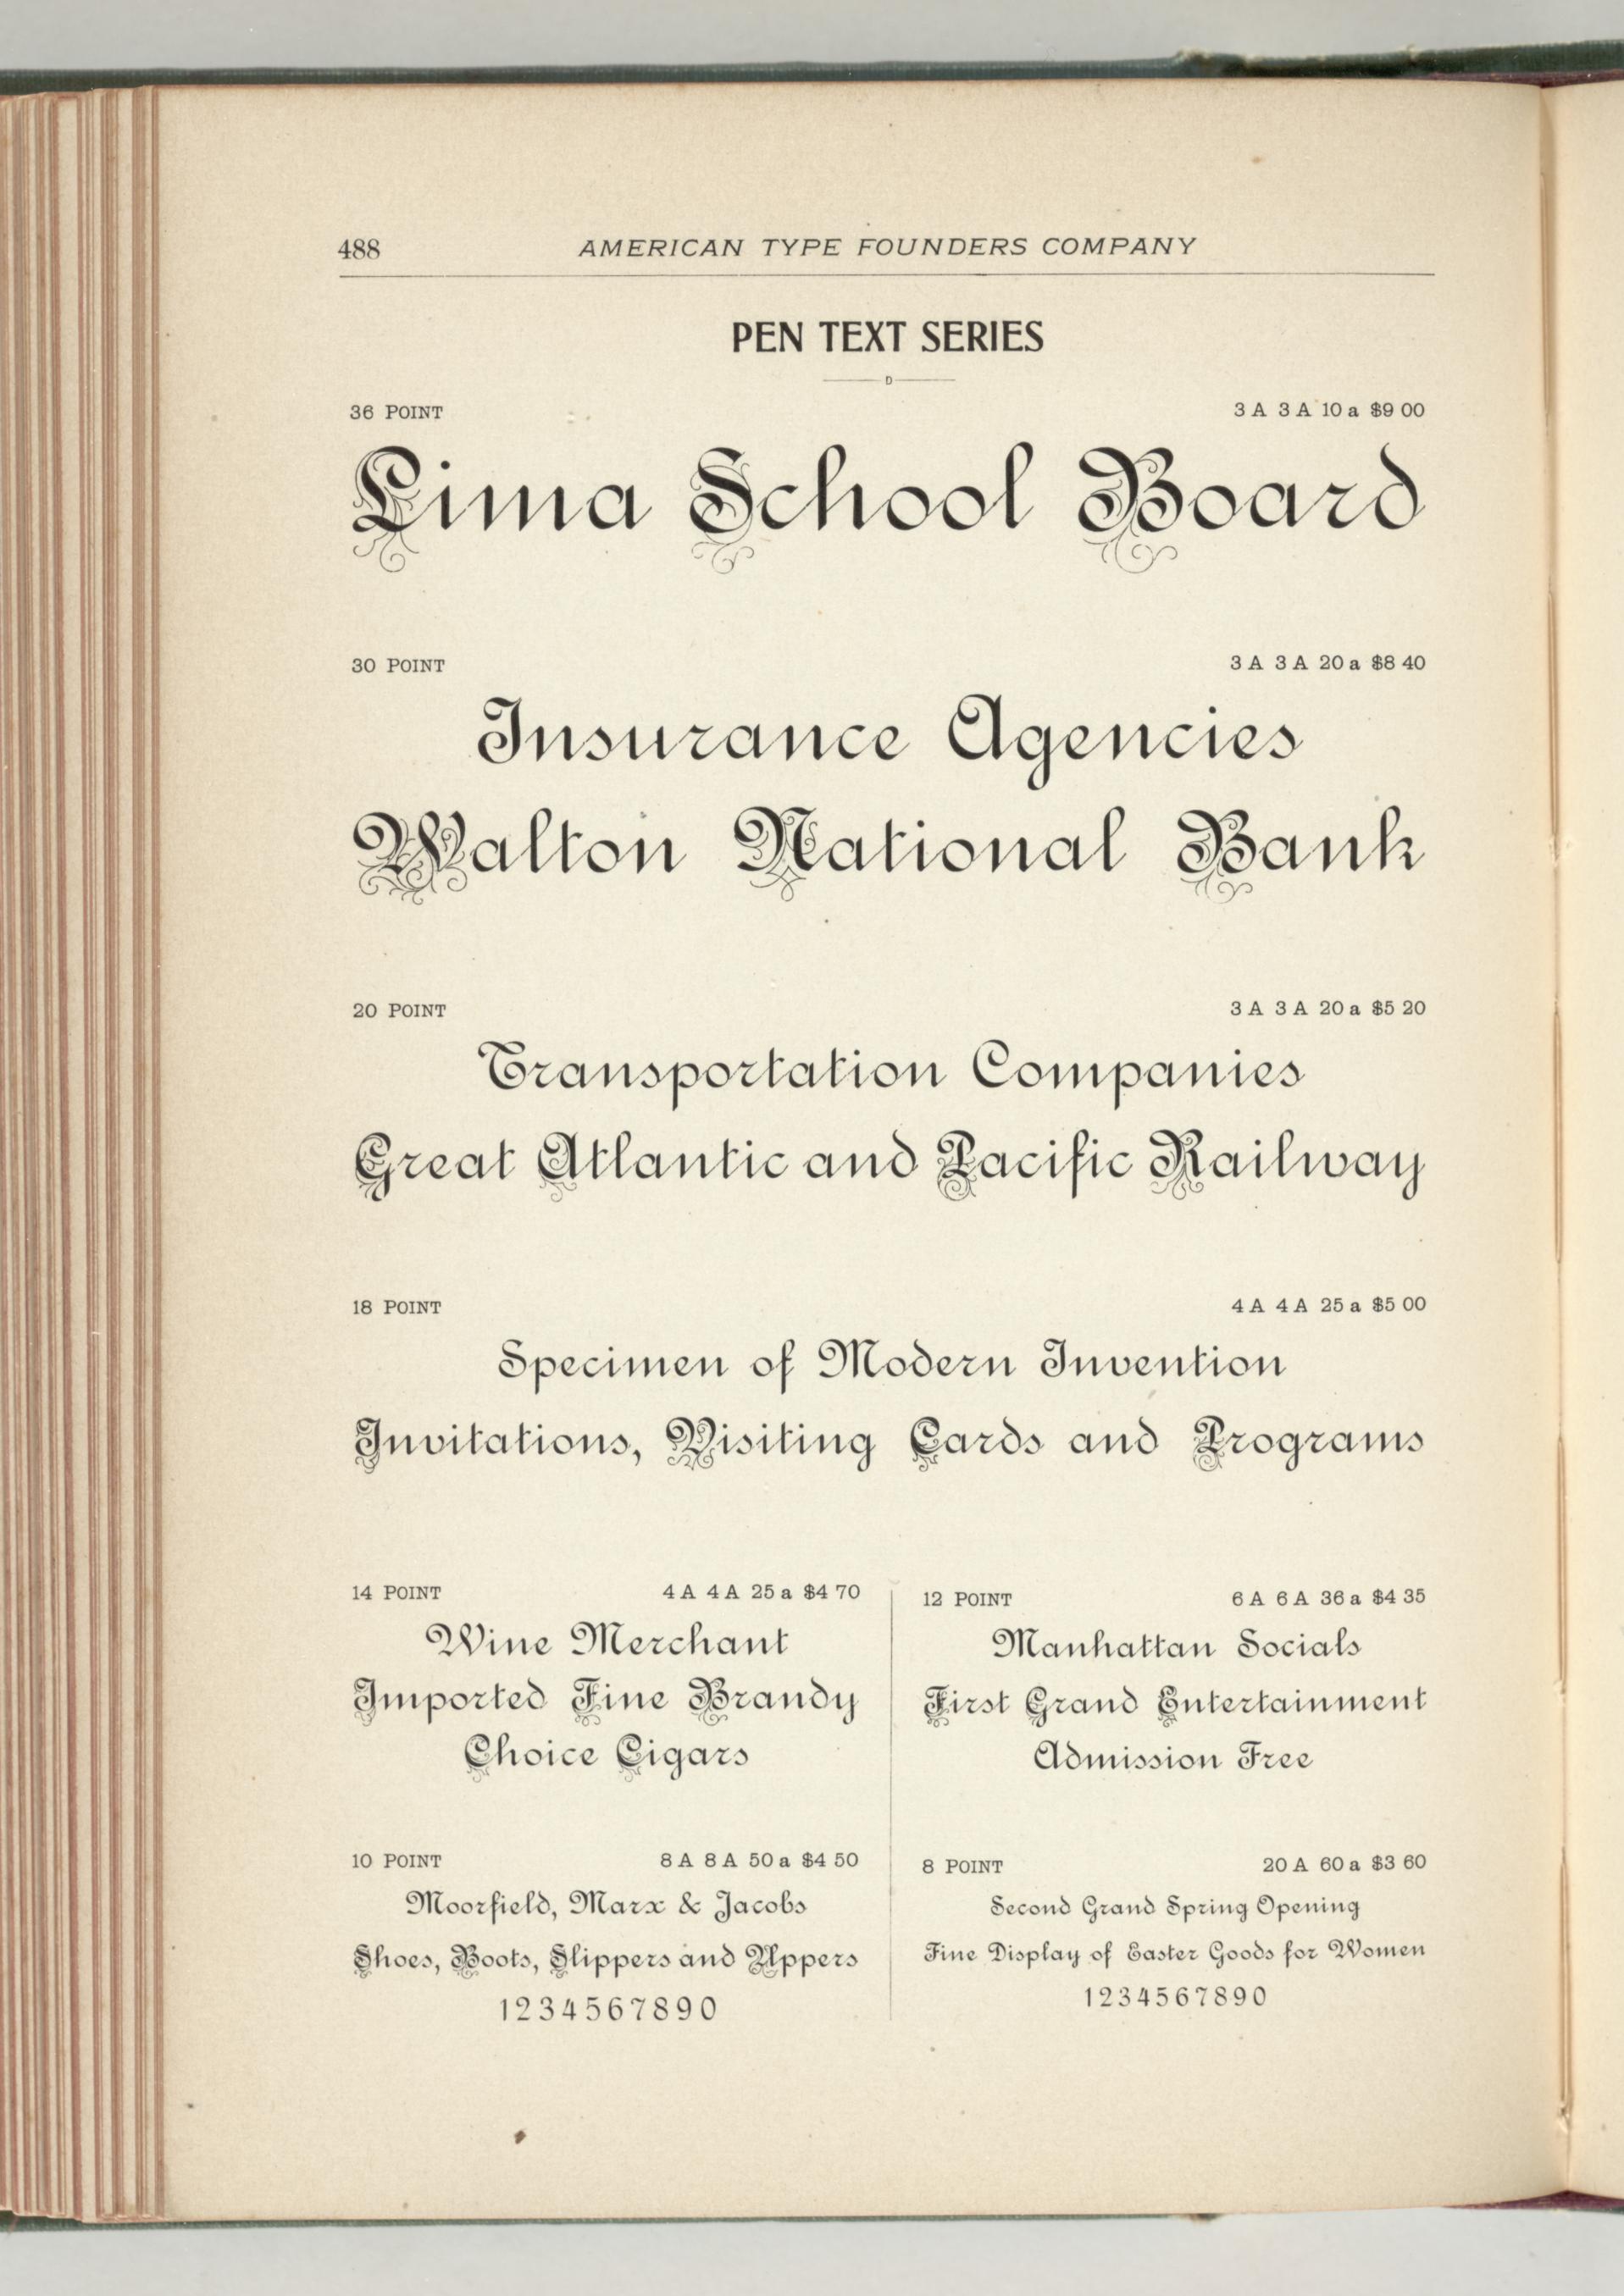 488 AMERICAN TYPE FOUNDERS COMPANY
PEN TEXT SERIES
D
36 POINT 3 A 3 A 10 a $9 00
Lima School Board
30 POINT 3 A 3 A 20 a $8 40
Insurance Agencies
Walton National Bank
20 POINT 3 A 3 A 20 a $5 20
Transportation Companies
Great Atlantic and Pacific Railway
18 POINT 4 A 4 A 25 a $5 00
Specimen of Modern Invention
Invitations, Visiting Cards and Programs
14 POINT 4 A 4 A 25 a $4 70
Wine Merchant
Imported Fine Brandy
Choice Cigars
12 POINT 6 A 6 A 36 a $4 35
Manhattan Socials
First Grand Entertainment
Admission Free
10 POINT 8 A 8 A 50 a $4 50
Moorfield, Marx & Jacobs
Shoes, Boots, Slippers and Uppers
1234567890
8 POINT 20 A 60 a $3 60
Second Grand Spring Opening
Fine Display of Easter Goods for Women
1234567890